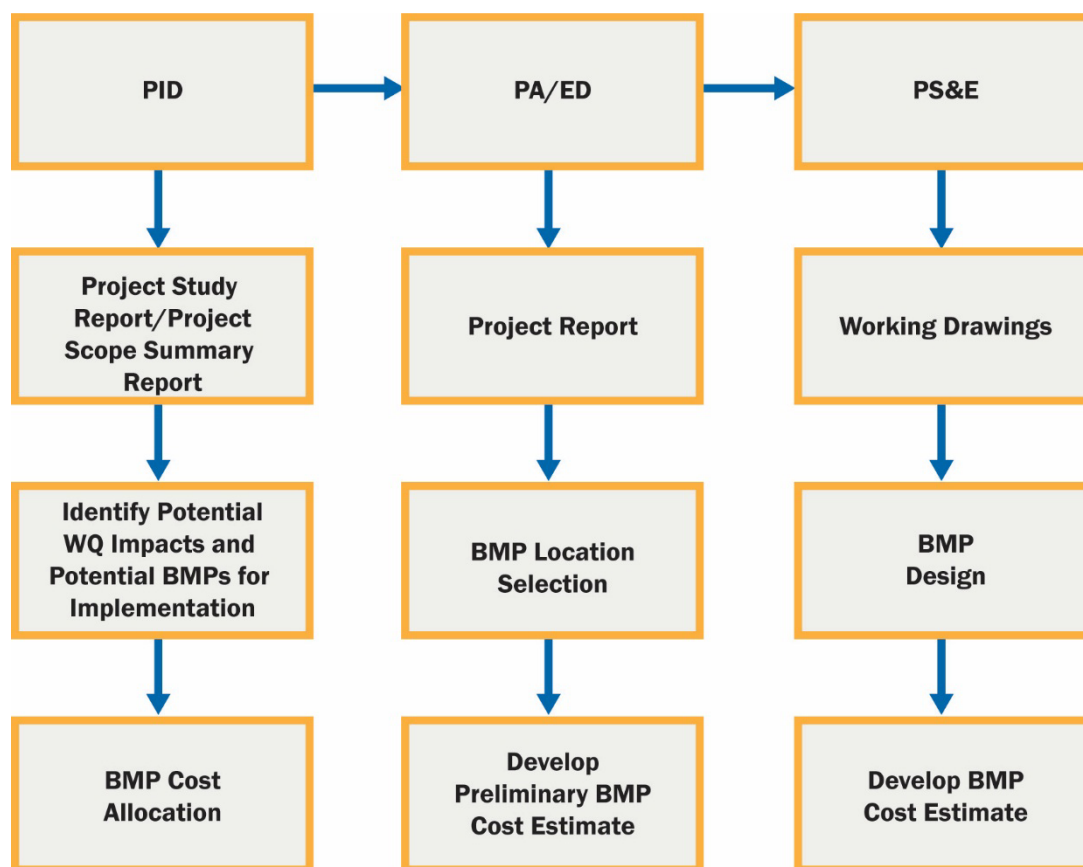 PID
PA/ED
PS&E
Project Study
Report/Project
Scope Summary
Report
Project Report
Working Drawings
Identify Potential
WQ Impacts and
Potential BMPs for
Implementation
BMP Location
Selection
BMP
Design
BMP Cost
Allocation
Develop
Preliminary BMP
Cost Estimate
Develop BMP
Cost Estimate